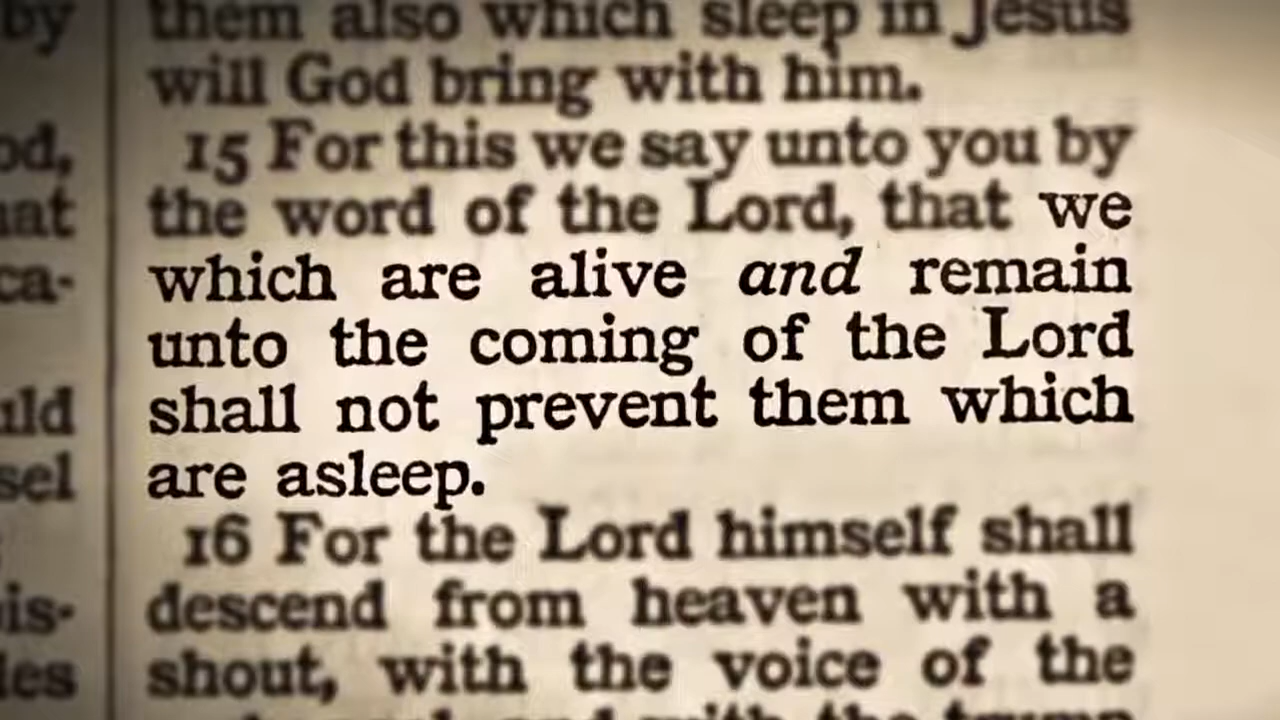 by
them also which sleep in Jesus
will God bring with him.
15 For this we say unto you by
the word of the Lord, that we
which are alive and remain
unto the coming of the Lord
shall not prevent them which
are asleep.
16 For the Lord himself shall
descend from heaven with a
shout, with the voice of the